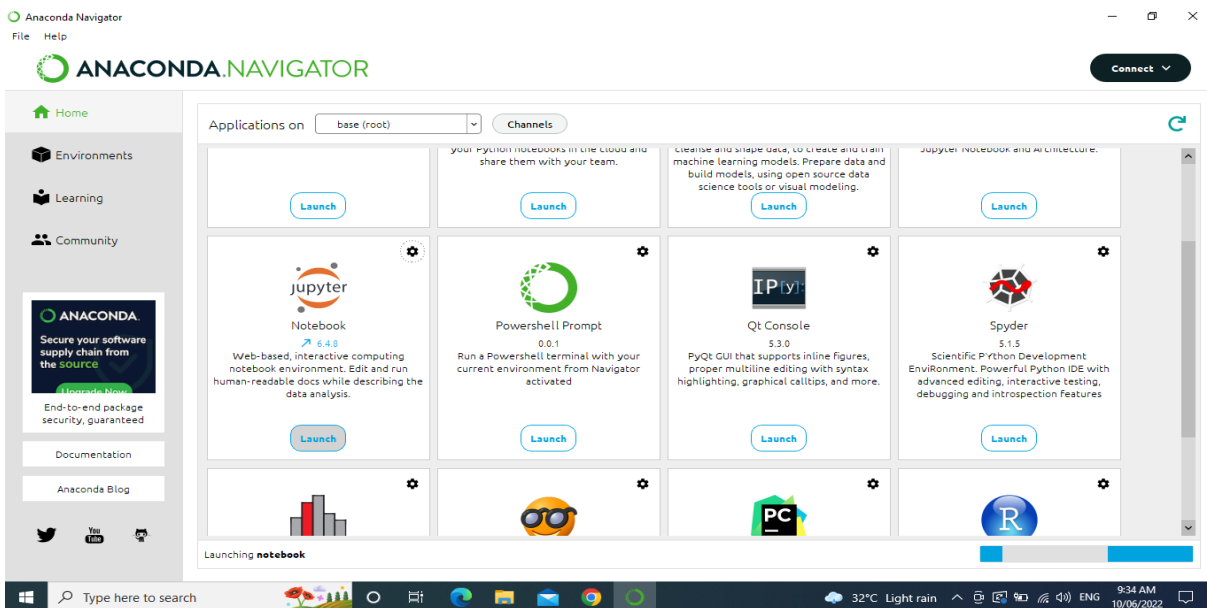 Anaconda Navigator
File Help
ANACONDA.NAVIGATOR
Connect
Home
Environments
Learning
Community
ANACONDA.
Secure your software
supply chain from
the source
Upgrade Now
End-to-end package
security, guaranteed
Documentation
Anaconda Blog
You
Tube
Applications on base (root) Channels
Launch
your Python notebooks in the cloud and
share them with your team.
Launch
cleanse and shape data, to create and train
machine learning models. Prepare data and
build models, using open source data
science tools or visual modeling.
Launch
Jupyter Notebook and Architecture.
Launch
jupyter
Notebook
6.4.8
Web-based, interactive computing
notebook environment. Edit and run
human-readable docs while describing the
data analysis.
Launch
Powershell Prompt
0.0.1
Run a Powershell terminal with your
current environment from Navigator
activated
Launch
IP[y]:
Qt Console
5.3.0
PyQt GUI that supports inline figures,
proper multiline editing with syntax
highlighting, graphical calltips, and more.
Launch
Spyder
5.1.5
Scientific PYthon Development
EnviRonment. Powerful Python IDE with
advanced editing, interactive testing,
debugging and introspection features
Launch
PC
R
Launching notebook
Type here to search
32°C Light rain
ENG
9:34 AM
10/06/2022